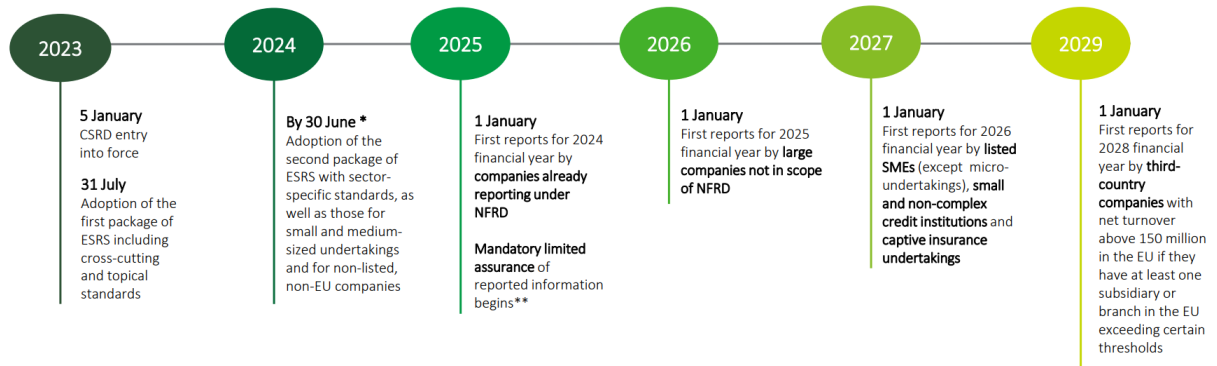 2023
2024
2025
2026
2027
2029
5 January
CSRD entry
into force
31 July
Adoption of the
first package of
ESRS including
cross-cutting
and topical
standards
By 30 June *
Adoption of the
second package of
ESRS with sector-
specific standards, as
well as those for
small and medium-
sized undertakings
and for non-listed,
non-EU companies
1 January
First reports for 2024
financial year by
companies already
reporting under
NFRD
Mandatory limited
assurance of
reported information
begins**
1 January
First reports for 2025
financial year by large
companies not in scope
of NFRD
1 January
First reports for 2026
financial year by listed
SMEs (except micro-
undertakings), small
and non-complex
credit institutions and
captive insurance
undertakings
1 January
First reports for
2028 financial
year by third-
country
companies with
net turnover
above 150 million
in the EU if they
have at least one
subsidiary or
branch in the EU
exceeding certain
thresholds